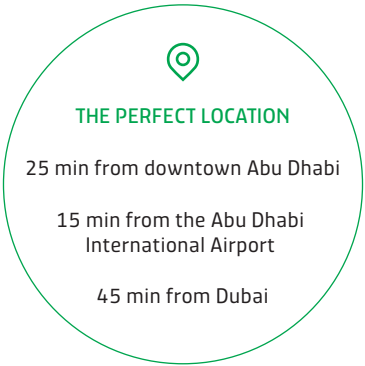 THE PERFECT LOCATION
25 min from downtown Abu Dhabi
15 min from the Abu Dhabi
International Airport
45 min from Dubai